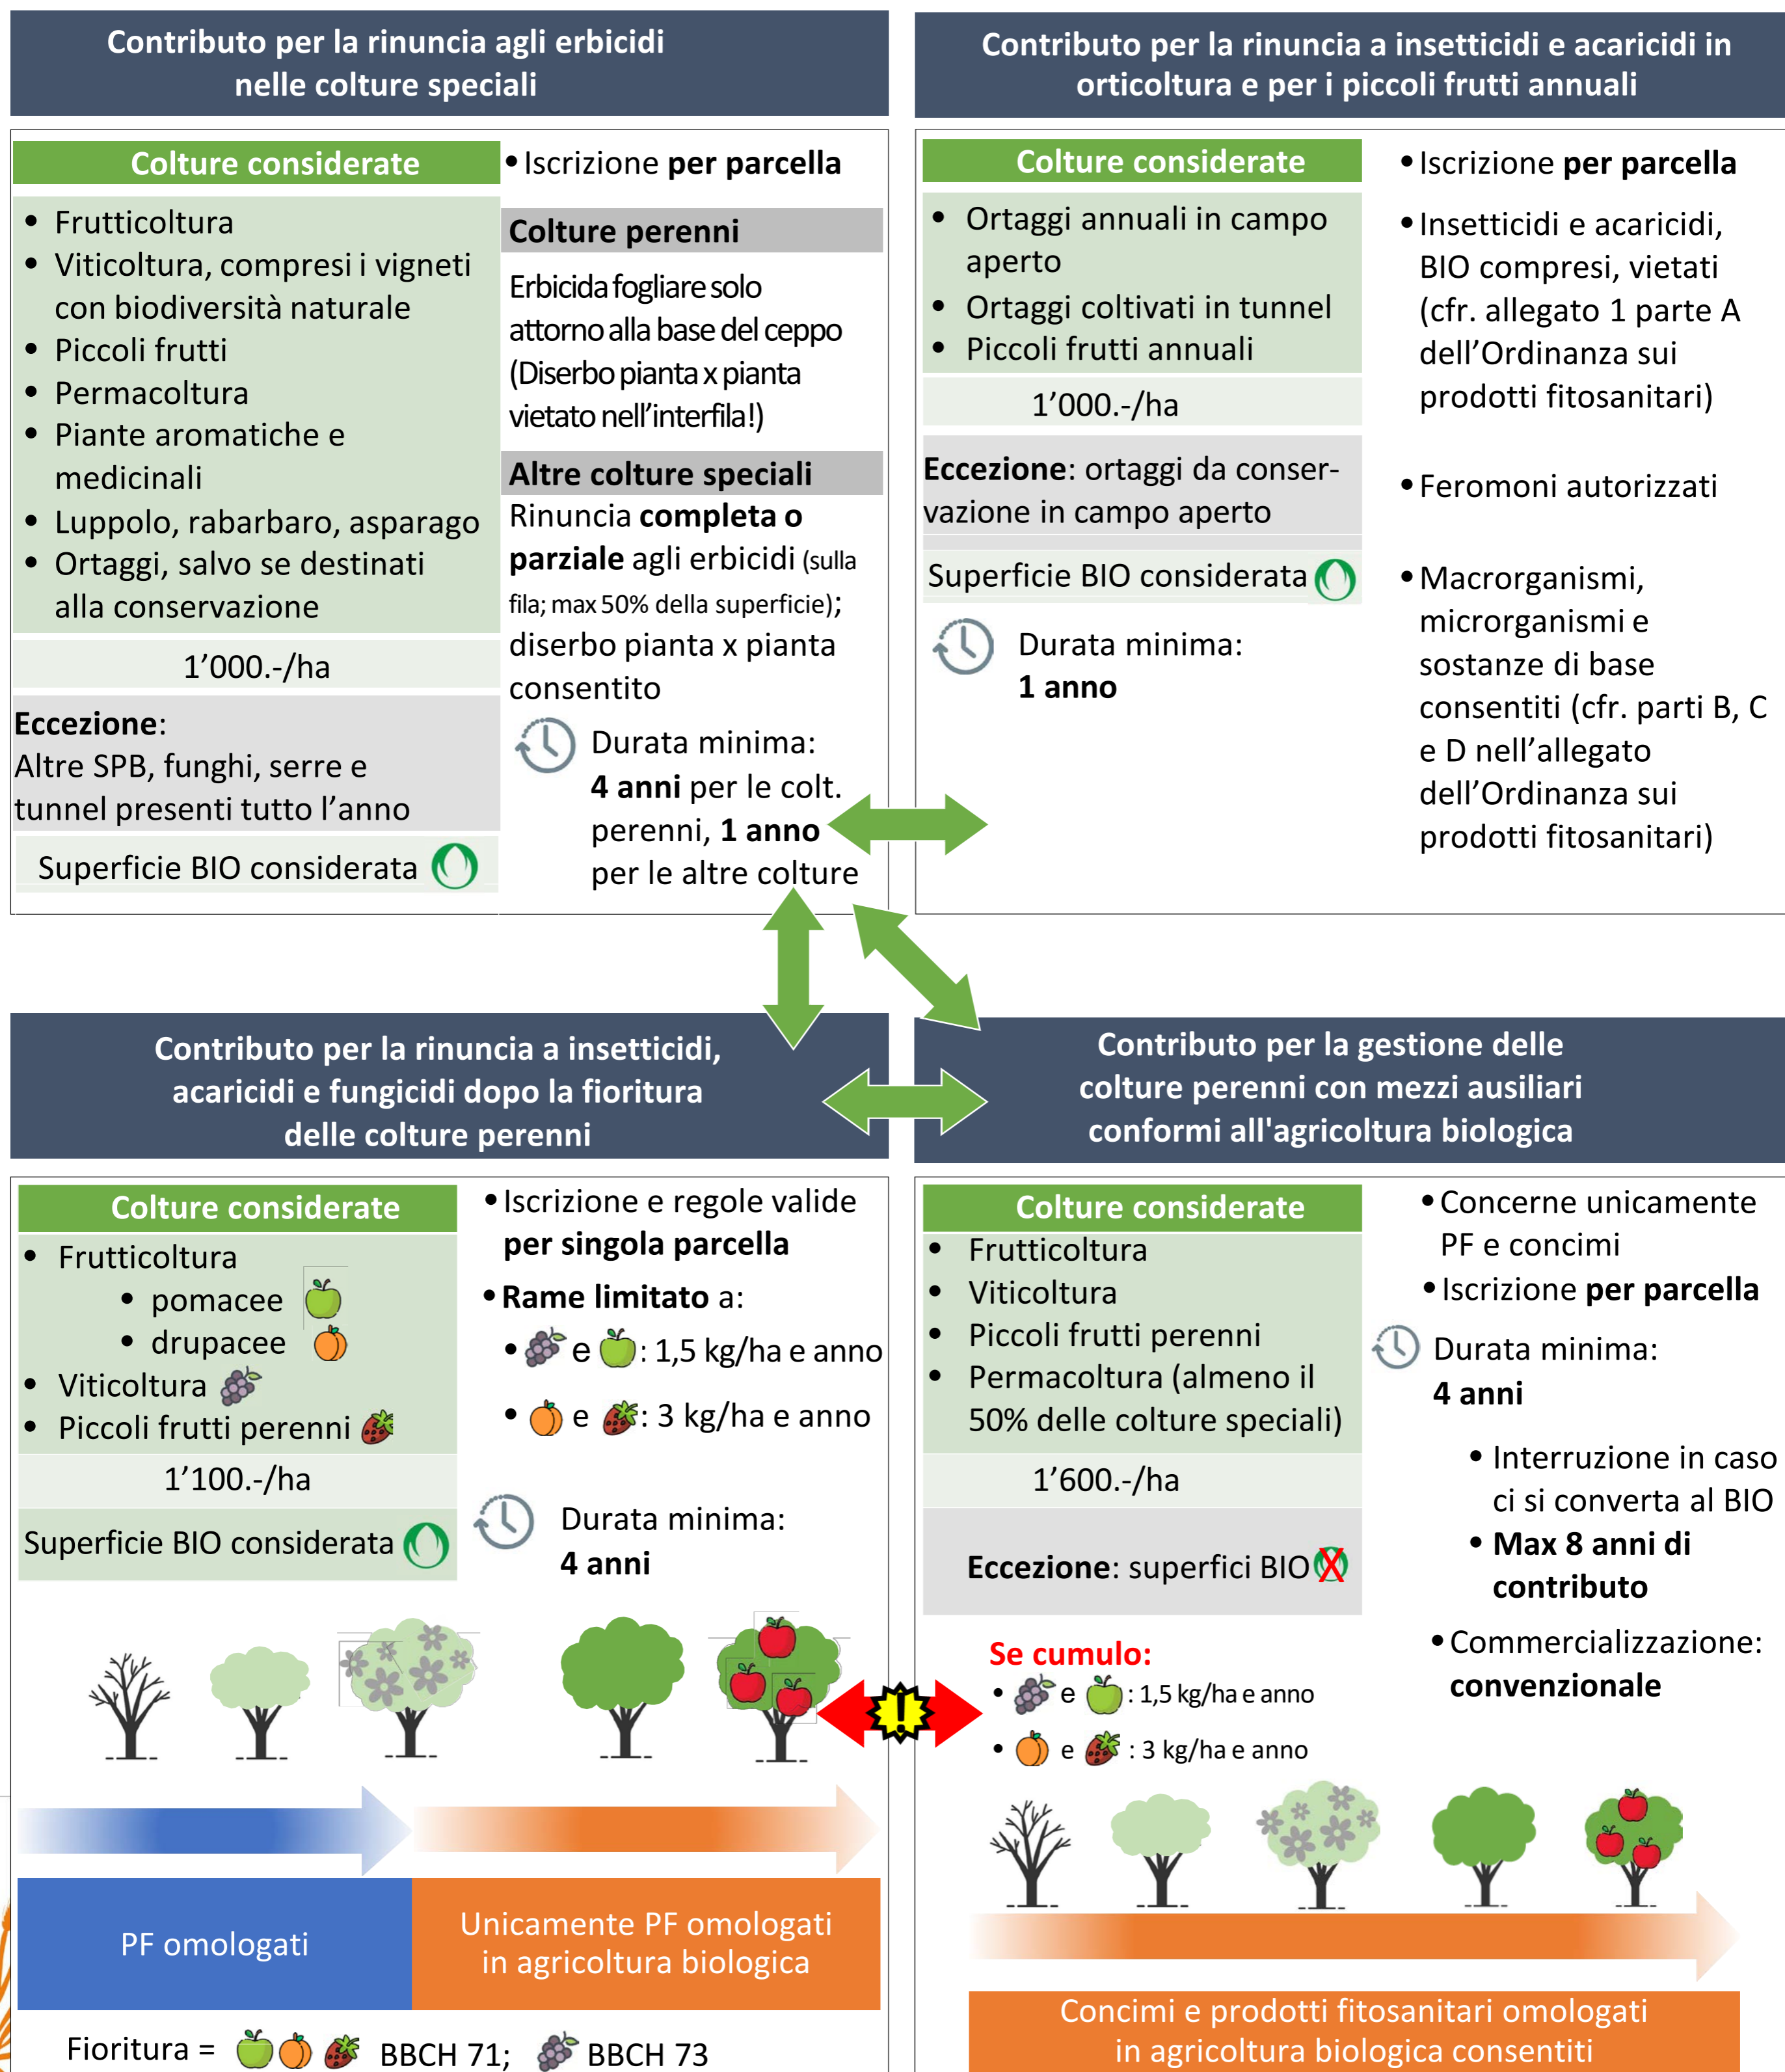 Contributo per la rinuncia agli erbicidi
nelle colture speciali
Colture considerate
• Frutticoltura
• Viticoltura, compresi i vigneti
con biodiversità naturale
• Piccoli frutti
• Permacoltura
• Piante aromatiche e
medicinali
• Luppolo, rabarbaro, asparago
• Ortaggi, salvo se destinati
alla conservazione
1’000.-/ha
Eccezione:
Altre SPB, funghi, serre e
tunnel presenti tutto l’anno
Superficie BIO considerata
• Iscrizione per parcella
Colture perenni
Erbicida fogliare solo
attorno alla base del ceppo
(Diserbo pianta x pianta
vietato nell’interfila!)
Altre colture speciali
Rinuncia completa o
parziale agli erbicidi (sulla
fila; max 50% della superficie);
diserbo pianta x pianta
consentito
Durata minima:
4 anni per le colt.
perenni, 1 anno
per le altre colture
Contributo per la rinuncia a insetticidi e acaricidi in
orticoltura e per i piccoli frutti annuali
Colture considerate
• Ortaggi annuali in campo
aperto
• Ortaggi coltivati in tunnel
• Piccoli frutti annuali
1’000.-/ha
Eccezione: ortaggi da conser-
vazione in campo aperto
Superficie BIO considerata
Durata minima:
1 anno
• Iscrizione per parcella
• Insetticidi e acaricidi,
BIO compresi, vietati
(cfr. allegato 1 parte A
dell’Ordinanza sui
prodotti fitosanitari)
• Feromoni autorizzati
• Macrorganismi,
microrganismi e
sostanze di base
consentiti (cfr. parti B, C
e D nell’allegato
dell’Ordinanza sui
prodotti fitosanitari)
Contributo per la rinuncia a insetticidi,
acaricidi e fungicidi dopo la fioritura
delle colture perenni
Colture considerate
• Frutticoltura
• pomacee
• drupacee
• Viticoltura
• Piccoli frutti perenni
1’100.-/ha
Superficie BIO considerata
• Iscrizione e regole valide
per singola parcella
• Rame limitato a:
• e : 1,5 kg/ha e anno
• e : 3 kg/ha e anno
Durata minima:
4 anni
PF omologati
Unicamente PF omologati
in agricoltura biologica
Fioritura = BBCH 71; BBCH 73
Contributo per la gestione delle
colture perenni con mezzi ausiliari
conformi all'agricoltura biologica
Colture considerate
• Frutticoltura
• Viticoltura
• Piccoli frutti perenni
• Permacoltura (almeno il
50% delle colture speciali)
1’600.-/ha
Eccezione: superfici BIO X
• Concerne unicamente
PF e concimi
• Iscrizione per parcella
Durata minima:
4 anni
• Interruzione in caso
ci si converta al BIO
• Max 8 anni di
contributo
• Commercializzazione:
convenzionale
Se cumulo:
• e : 1,5 kg/ha e anno
• e : 3 kg/ha e anno
!
Concimi e prodotti fitosanitari omologati
in agricoltura biologica consentiti